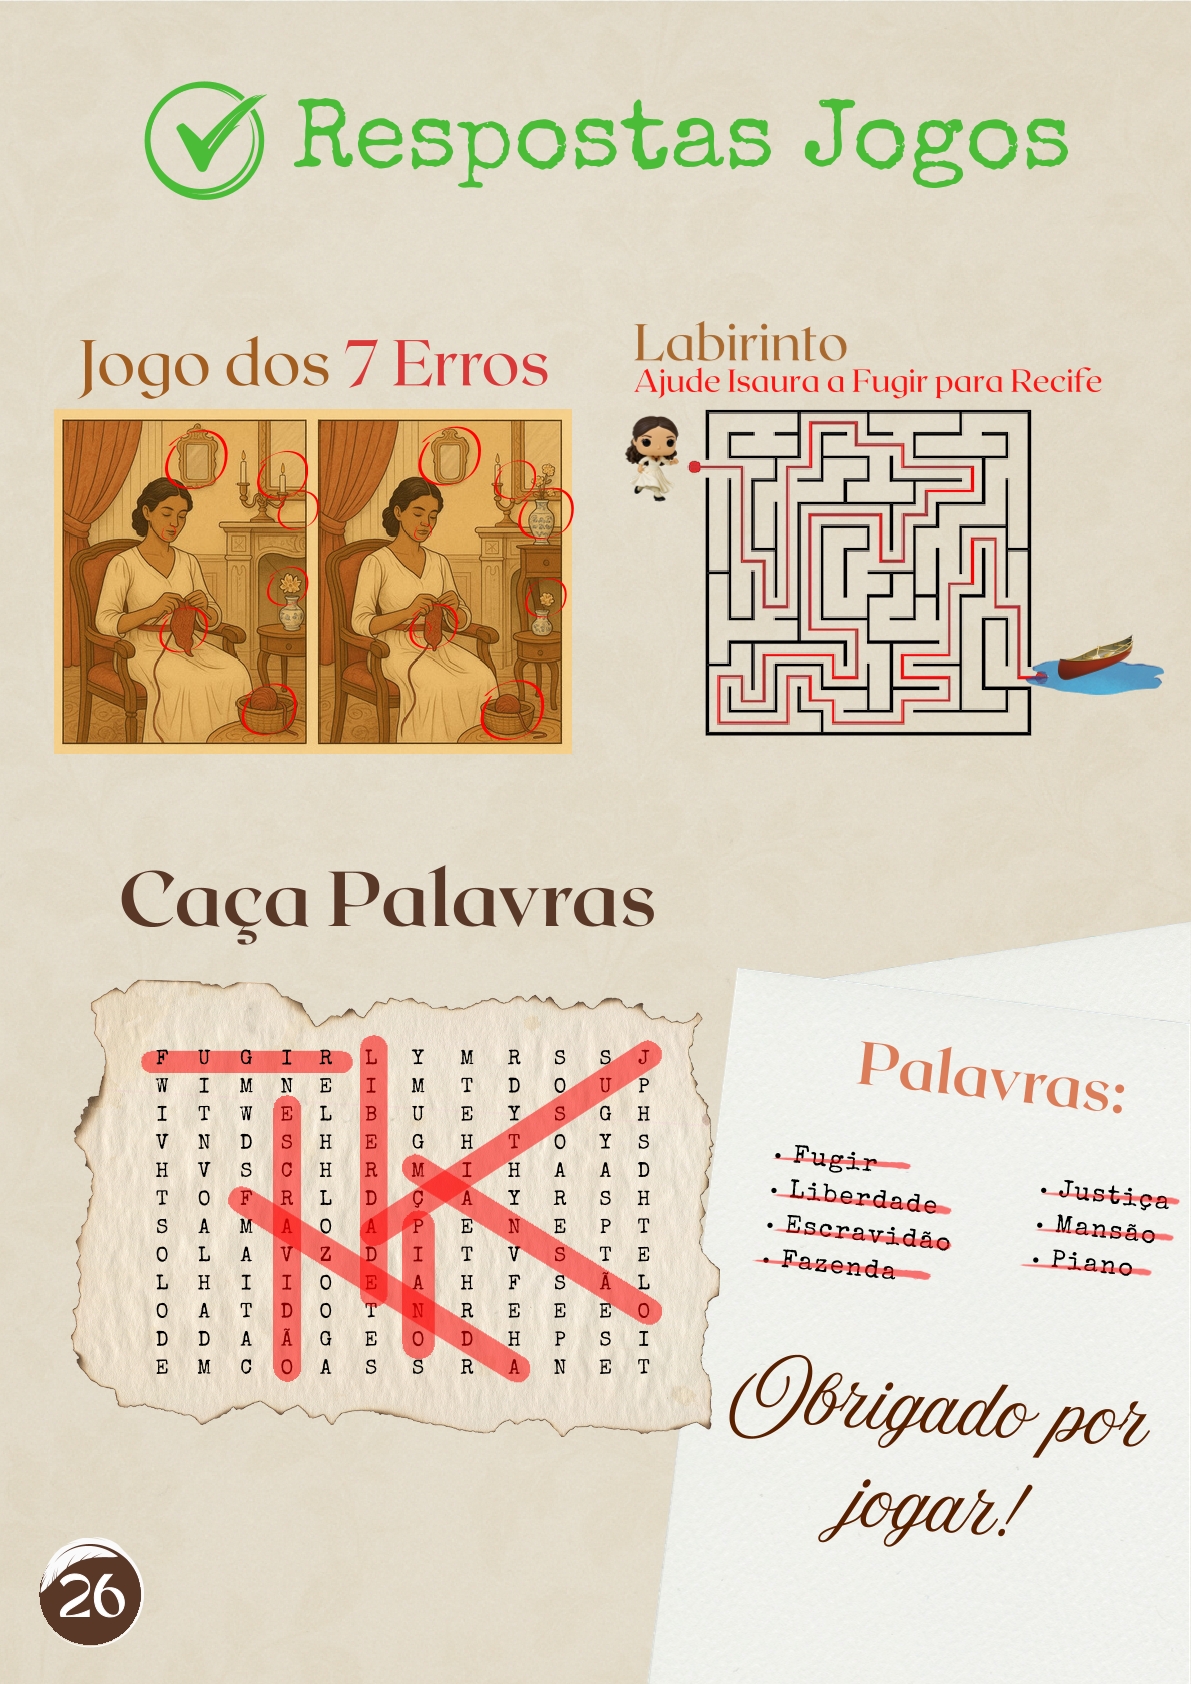 Respostas Jogos
Jogo dos 7 Erros
Labirinto
Ajude Isaura a Fugir para Recife
Caça Palavras
F U G I R L Y M R S S J
W I M N E I M T D O U P
I T W E L B U E Y S G H
V N D S H E G H T O Y S
H V S C H R M I H A A D
T O F R L D Ç A Y R S H
S A M A O A P E N E P T
O L A V Z D I T V S T E
L H I I O E A H F S Ã L
O A T D O T N R E E E O
D D A Ã G E O D H P S I
E M C O A S S R A N E T
Palavras:
• Fugir
• Liberdade
• Escravidão
• Fazenda
• Justiça
• Mansão
• Piano
Obrigado por
jogar!
26